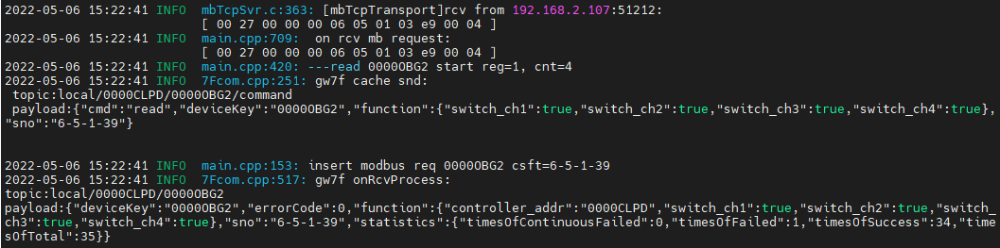 2022-05-06 15:22:41 INFO  mbTcpSvr.c:363: [mbTcpTransport]rcv from 192.168.2.107:51212:
[ 00 27 00 00 00 06 05 01 03 e9 00 04 ]
2022-05-06 15:22:41 INFO  main.cpp:709:  on rcv mb request:
[ 00 27 00 00 00 06 05 01 03 e9 00 04 ]
2022-05-06 15:22:41 INFO  main.cpp:420: ---read 0000OBG2 start reg=1, cnt=4
2022-05-06 15:22:41 INFO  7Fcom.cpp:251: gw7f cache snd:
topic:local/0000CLPD/0000OBG2/command
payload:{"cmd":"read","deviceKey":"0000OBG2","function":{"switch_ch1":true,"switch_ch2":true,"switch_ch3":true,"switch_ch4":true},
"sno":"6-5-1-39"}
2022-05-06 15:22:41 INFO  main.cpp:153: insert modbus req 0000OBG2 csft=6-5-1-39
2022-05-06 15:22:41 INFO  7Fcom.cpp:517: gw7f onRcvProcess:
topic:local/0000CLPD/0000OBG2
payload:{"deviceKey":"0000OBG2","errorCode":0,"function":{"controller_addr":"0000CLPD","switch_ch1":true,"switch_ch2":true,"switch_
ch3":true,"switch_ch4":true},"sno":"6-5-1-39","statistics":{"timesOfContinuousFailed":0,"timesOfFailed":1,"timesOfSuccess":34,"time
sOfTotal":35}}